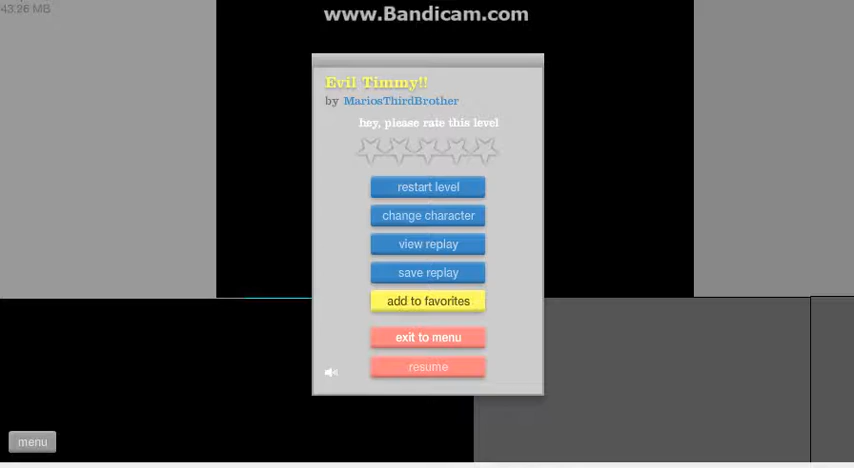 43.26 MB
www.Bandicam.com
Evil Timmy!!
by MariosThirdBrother
hey, please rate this level
restart level
change character
view replay
save replay
add to favorites
exit to menu
resume
menu